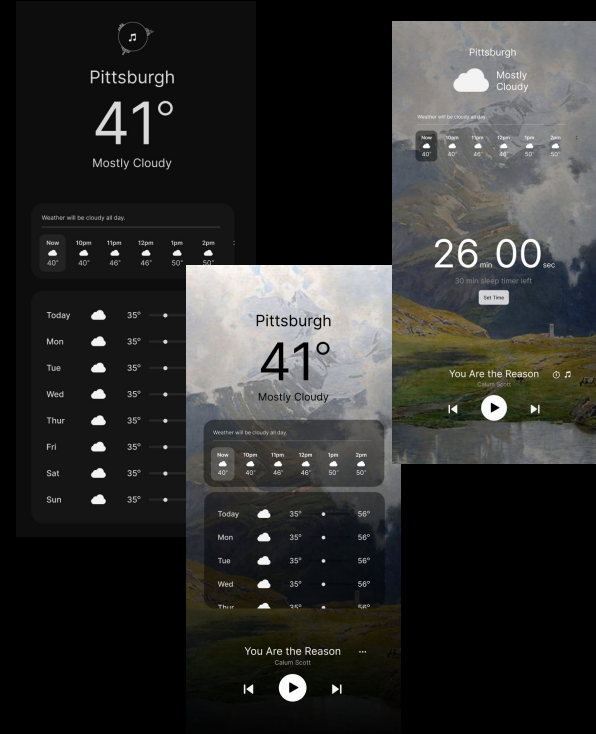 Pittsburgh
41°
Mostly Cloudy
Weather will be cloudy all day.
Now 10pm 11pm 12pm 1pm 2pm
40° 40° 46° 46° 50° 50°
Today 35°
Mon 35°
Tue 35°
Wed 35°
Thur 35°
Fri 35°
Sat 35°
Sun 35°
Pittsburgh
41°
Mostly Cloudy
Weather will be cloudy all day.
Now 10pm 11pm 12pm 1pm 2pm
40° 40° 46° 46° 50° 50°
Today 35° 56°
Mon 35° 56°
Tue 35° 56°
Wed 35° 56°
Thur 35° 56°
You Are the Reason
Calum Scott
Pittsburgh
Mostly
Cloudy
Weather will be cloudy all day.
Now 10am 11pm 12pm 1pm 2pm
40° 40° 46° 46° 50° 50°
26 min 00 sec
30 min sleep timer left
Set Time
You Are the Reason
Calum Scott